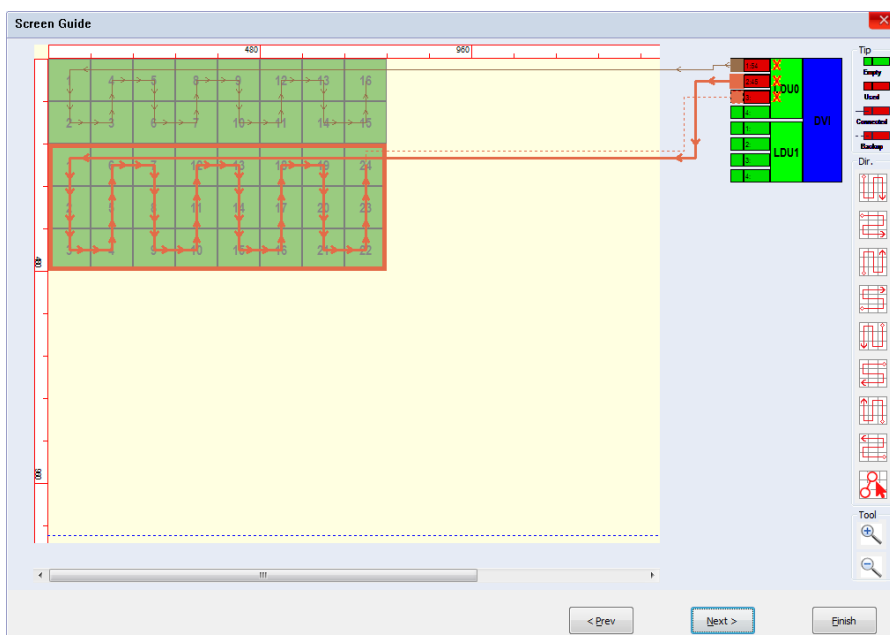 Screen Guide
480 960
Tip
Empty
Used
Connected
Backup
Dir.
1 4 5 8 9 12 13 16
2 3 6 7 10 11 14 15
6 7 12 13 18 19 24
2 5 8 11 14 17 20 23
3 4 9 10 15 16 21 22
480
960
LDU0
4:
1:
2:
3:
4:
LDU1
DVI
Tool
< Prev
Next >
Finish